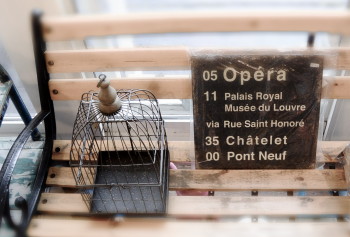 05 Opéra
11 Palais Royal
Musée du Louvre
via Rue Saint Honoré
35 Châtelet
00 Pont Neuf